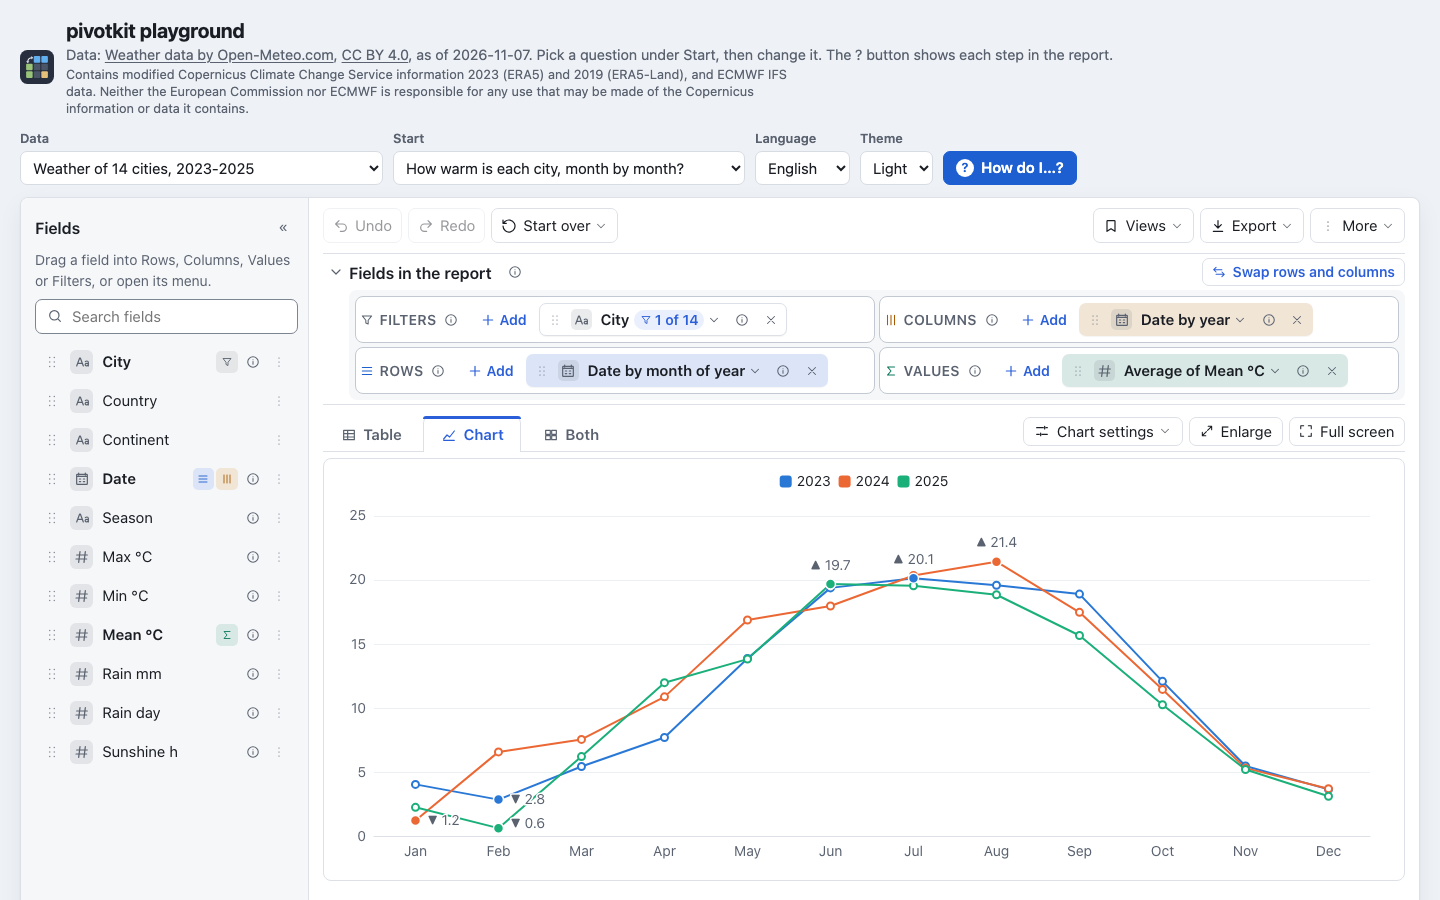 pivotkit playground
Data: Weather data by Open-Meteo.com, CC BY 4.0, as of 2026-11-07. Pick a question under Start, then change it. The ? button shows each step in the report.
Contains modified Copernicus Climate Change Service information 2023 (ERA5) and 2019 (ERA5-Land), and ECMWF IFS
data. Neither the European Commission nor ECMWF is responsible for any use that may be made of the Copernicus
information or data it contains.
Data Start Language Theme
Weather of 14 cities, 2023-2025 How warm is each city, month by month? English Light ? How do I...?
Fields «
Drag a field into Rows, Columns, Values
or Filters, or open its menu.
Search fields
Aa City
Aa Country
Aa Continent
Date
Aa Season
# Max °C
# Min °C
# Mean °C Σ
# Rain mm
# Rain day
# Sunshine h
Undo Redo Start over Views Export More
Fields in the report Swap rows and columns
FILTERS + Add Aa City 1 of 14
COLUMNS + Add Date by year
ROWS + Add Date by month of year
Σ VALUES + Add # Average of Mean °C
Table Chart Both Chart settings Enlarge Full screen
2023 2024 2025
25
20
15
10
5
0
▲ 19.7
▲ 20.1
▲ 21.4
▼ 2.8
▼ 1.2
▼ 0.6
Jan Feb Mar Apr May Jun Jul Aug Sep Oct Nov Dec